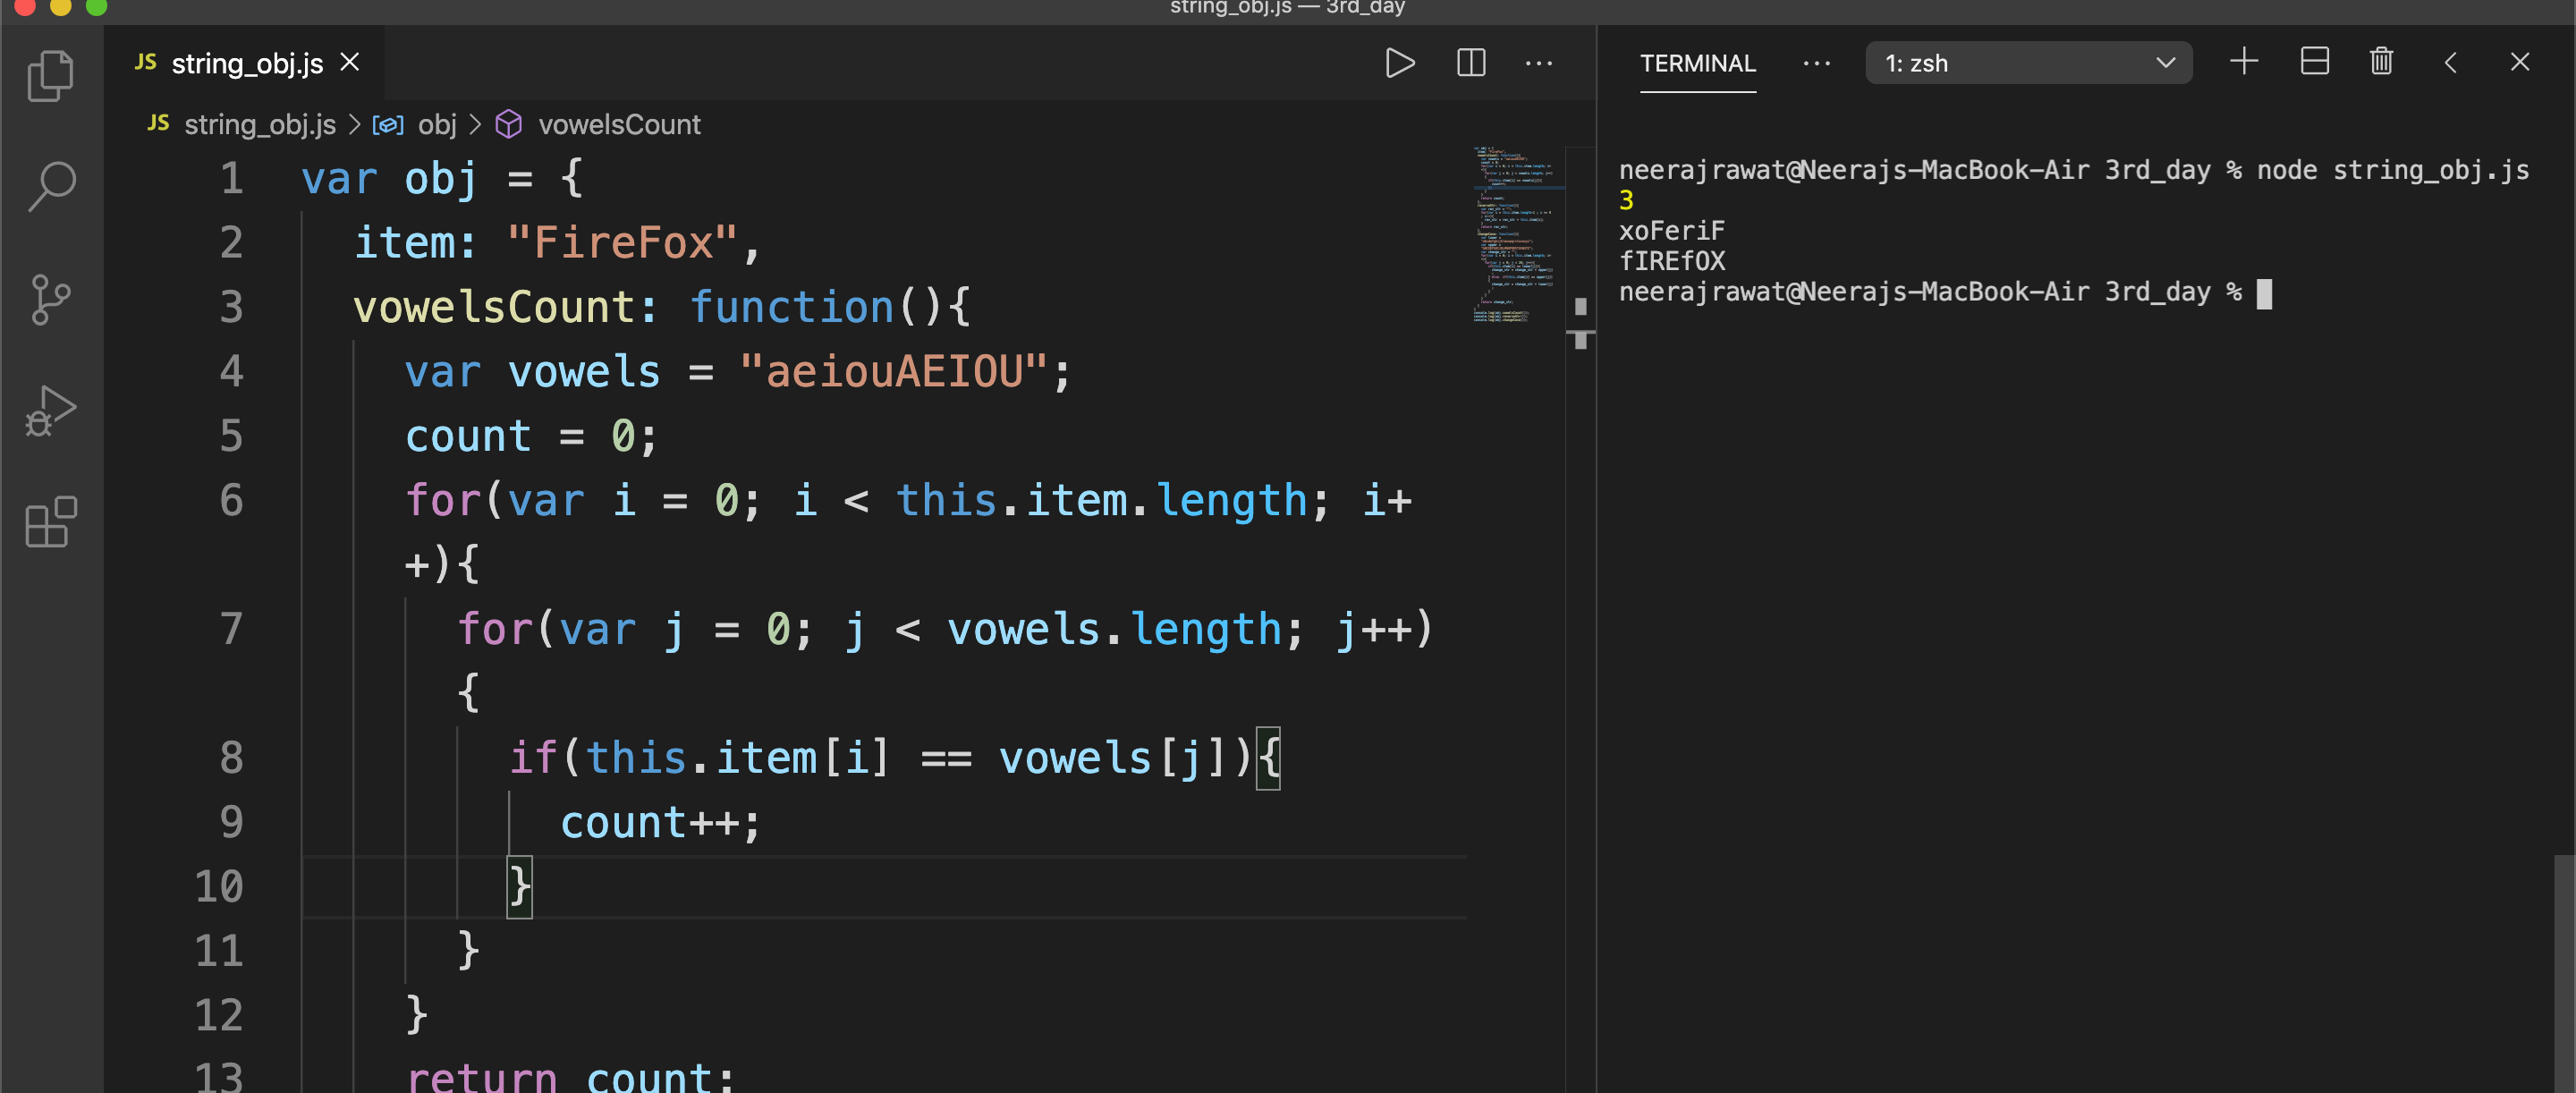 string_obj.js — 3rd_day
JS string_obj.js
JS string_obj.js > obj > vowelsCount
1 var obj = {
2 item: "FireFox",
3 vowelsCount: function(){
4 var vowels = "aeiouAEIOU";
5 count = 0;
6 for(var i = 0; i < this.item.length; i+
+){
7 for(var j = 0; j < vowels.length; j++)
{
8 if(this.item[i] == vowels[j]){
9 count++;
10 }
11 }
12 }
13 return count;
TERMINAL
1: zsh
neerajrawat@Neerajs-MacBook-Air 3rd_day % node string_obj.js
3
xoFeriF
fIREfOX
neerajrawat@Neerajs-MacBook-Air 3rd_day %